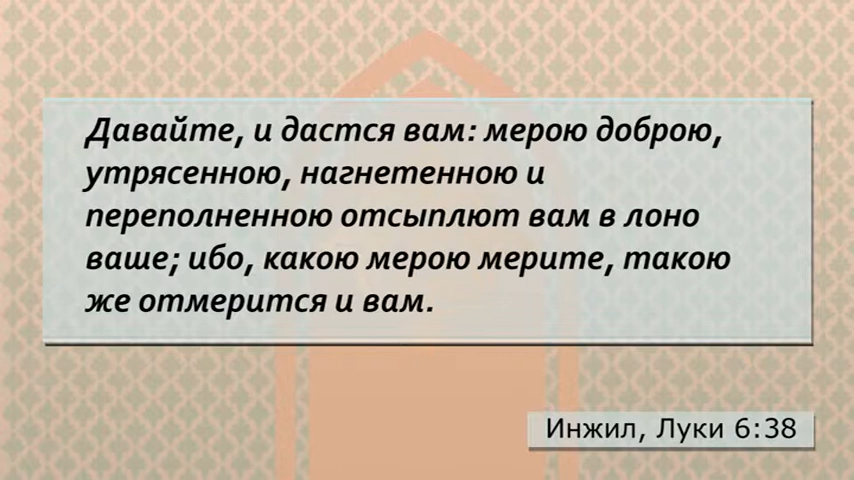 Давайте, и дастся вам: мерою доброю,
утрясенною, нагнетенною и
переполненною отсыплют вам в лоно
ваше; ибо, какою мерою мерите, такою
же отмерится и вам.
Инжил, Луки 6:38